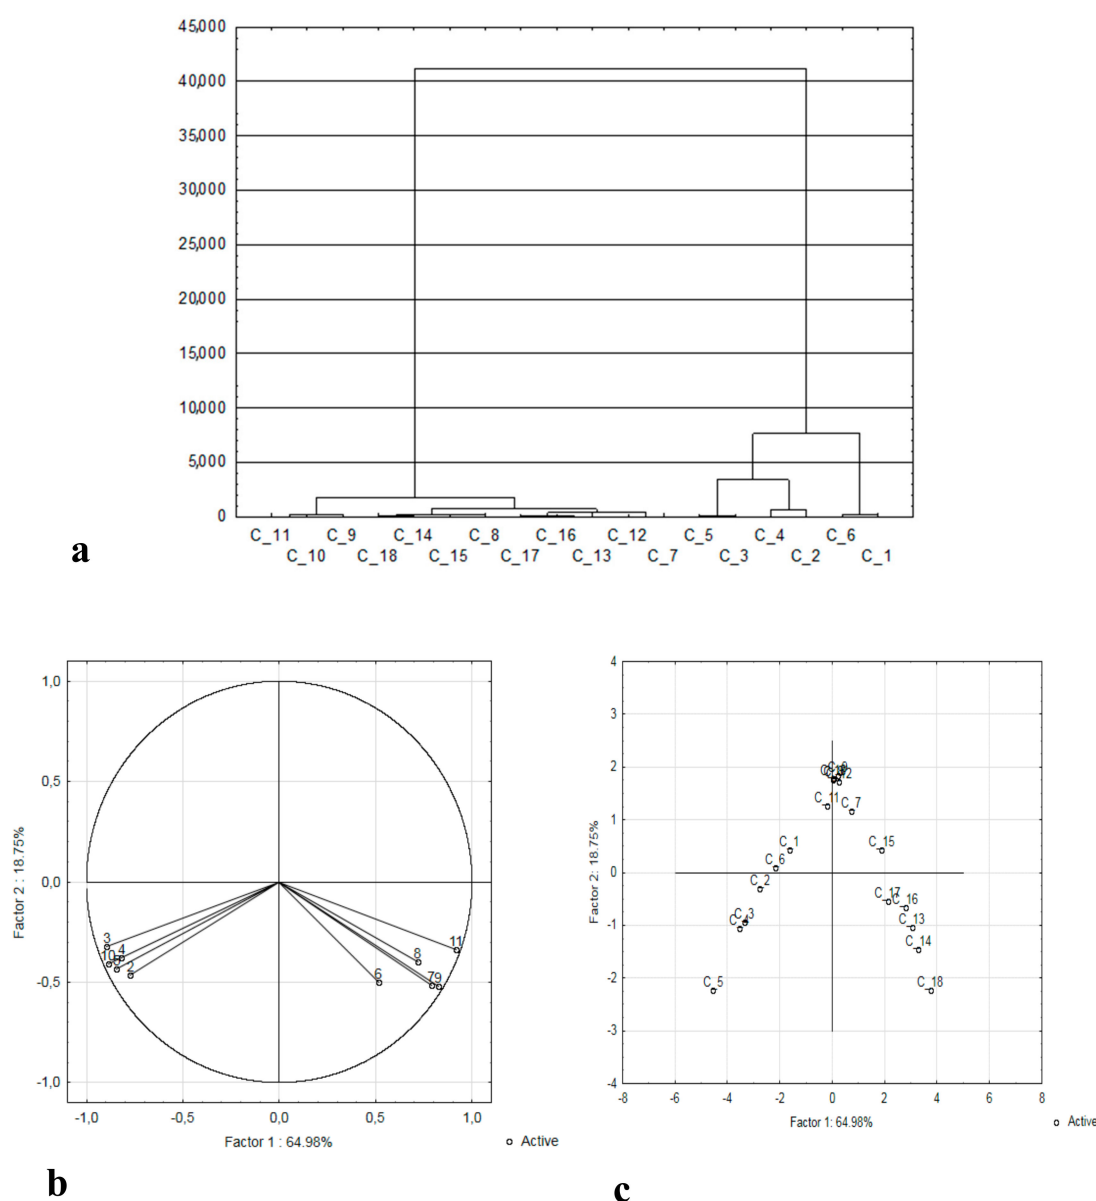 45,000
40,000
35,000
30,000
25,000
20,000
15,000
10,000
5,000
0
C_11 C_9 C_14 C_8 C_16 C_12 C_5 C_4 C_6
C_10 C_18 C_15 C_17 C_13 C_7 C_3 C_2 C_1
a
1,0
0,5
0,0
-0,5
-1,0
3
4
10
2
11
8
6
79
-1,0 -0,5 0,0 0,5 1,0
Factor 1 : 64.98%
Factor 2 : 18.75%
Active
b
4
3
2
1
0
-1
-2
-3
-4
C_11
C_7
C_1
C_15
C_6
C_2
C_17
C_16
C_3
C_13
C_14
C_5
C_18
-8 -6 -4 -2 0 2 4 6 8
Factor 1: 64.98%
Factor 2: 18.75%
Active
c